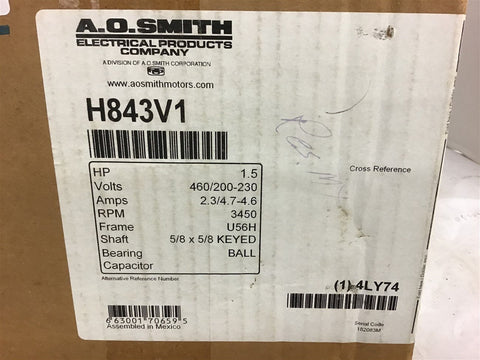 A.O.SMITH
ELECTRICAL PRODUCTS
COMPANY
A DIVISION OF A.O.SMITH CORPORATION
www.aosmithmotors.com
H843V1
HP 1.5
Volts 460/200-230
Amps 2.3/4.7-4.6
RPM 3450
Frame U56H
Shaft 5/8 x 5/8 KEYED
Bearing BALL
Capacitor
Alternative Reference Number
6 63001 70659 5
Assembled in Mexico
Cross Reference
(1) 4LY74
Serial Code
182083M